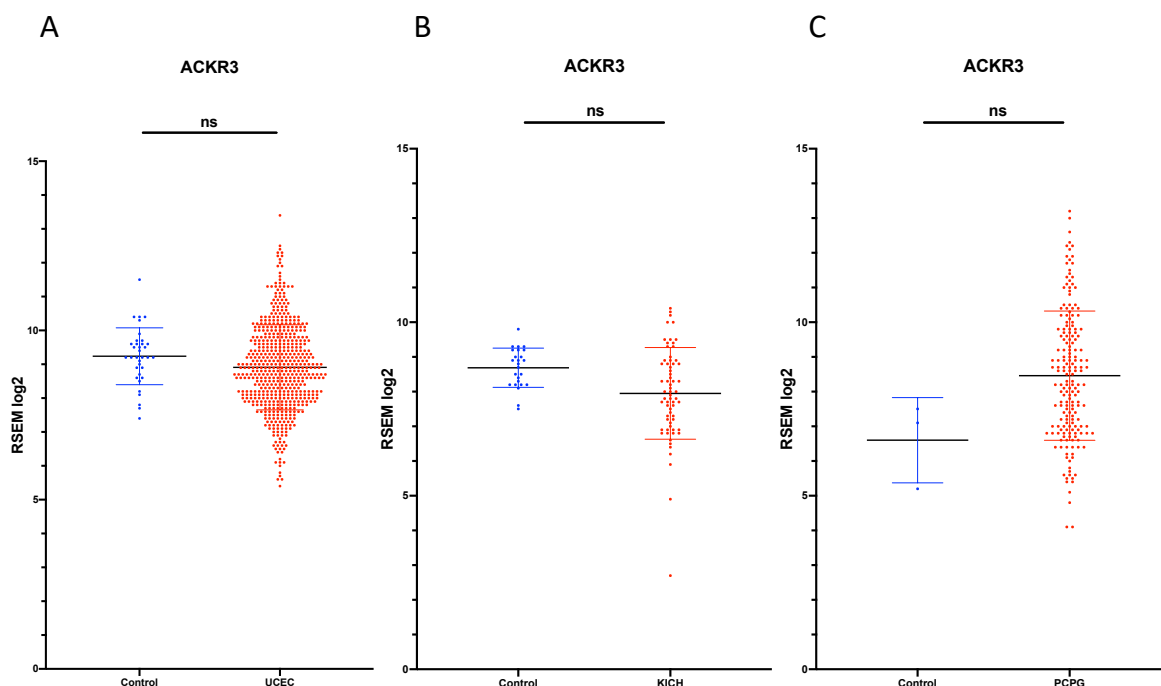 A
ACKR3
ns
RSEM log2
15
10
5
0
Control
UCEC
B
ACKR3
ns
RSEM log2
15
10
5
0
Control
KICH
C
ACKR3
ns
RSEM log2
15
10
5
0
Control
PCPG